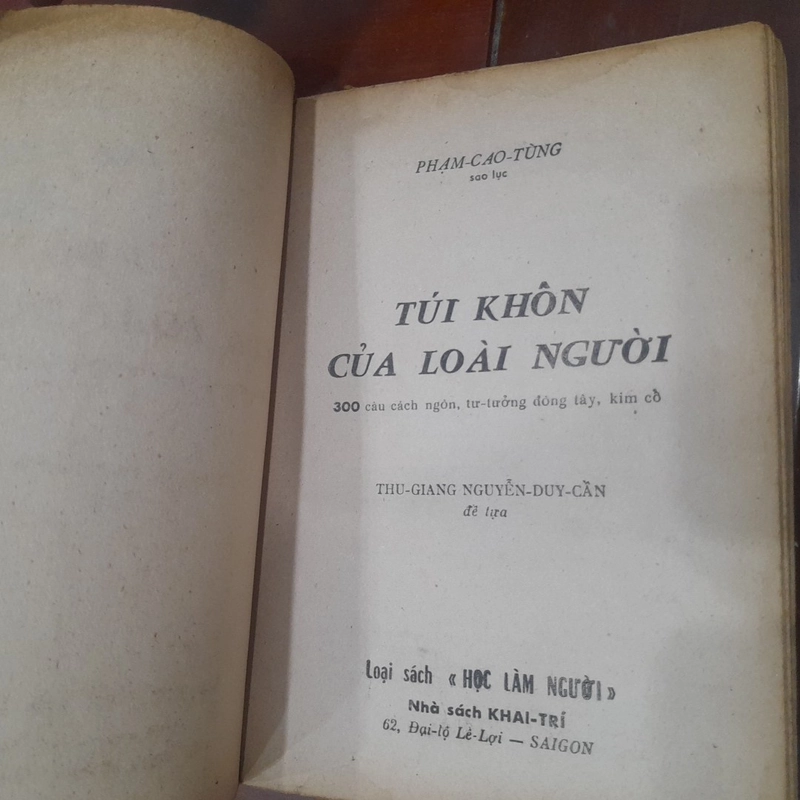 PHẠM-CAO-TÙNG
sao lục
TÚI KHÔN
CỦA LOÀI NGƯỜI
300 câu cách ngôn, tư-tưởng đông tây, kim cổ
THU-GIANG NGUYỄN-DUY-CẦN
đề tựa
Loại sách « HỌC LÀM NGƯỜI »
Nhà sách KHAI-TRÍ
62, Đại-lộ Lê-Lợi — SAIGON